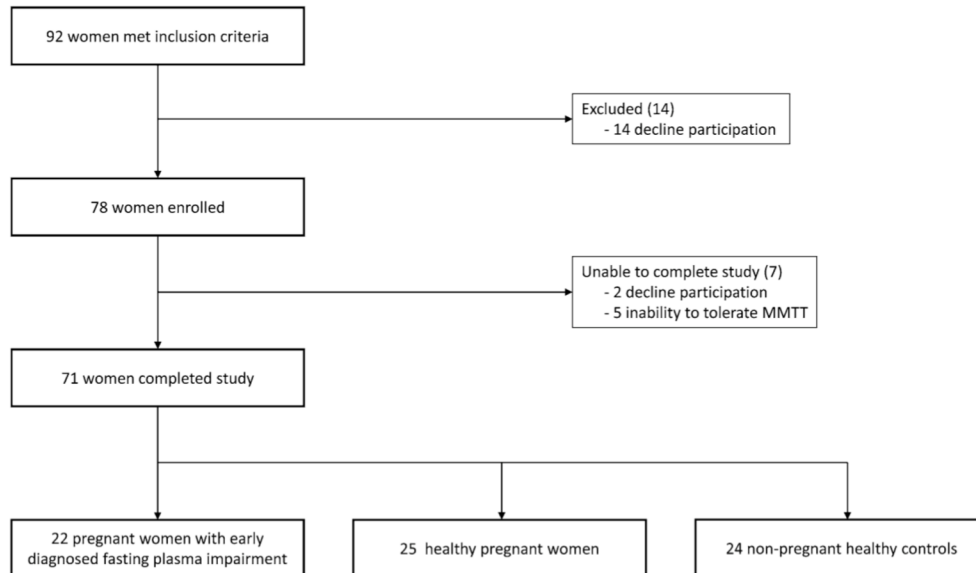 92 women met inclusion criteria
Excluded (14)
- 14 decline participation
78 women enrolled
Unable to complete study (7)
- 2 decline participation
- 5 inability to tolerate MMTT
71 women completed study
22 pregnant women with early
diagnosed fasting plasma impairment
25 healthy pregnant women
24 non-pregnant healthy controls